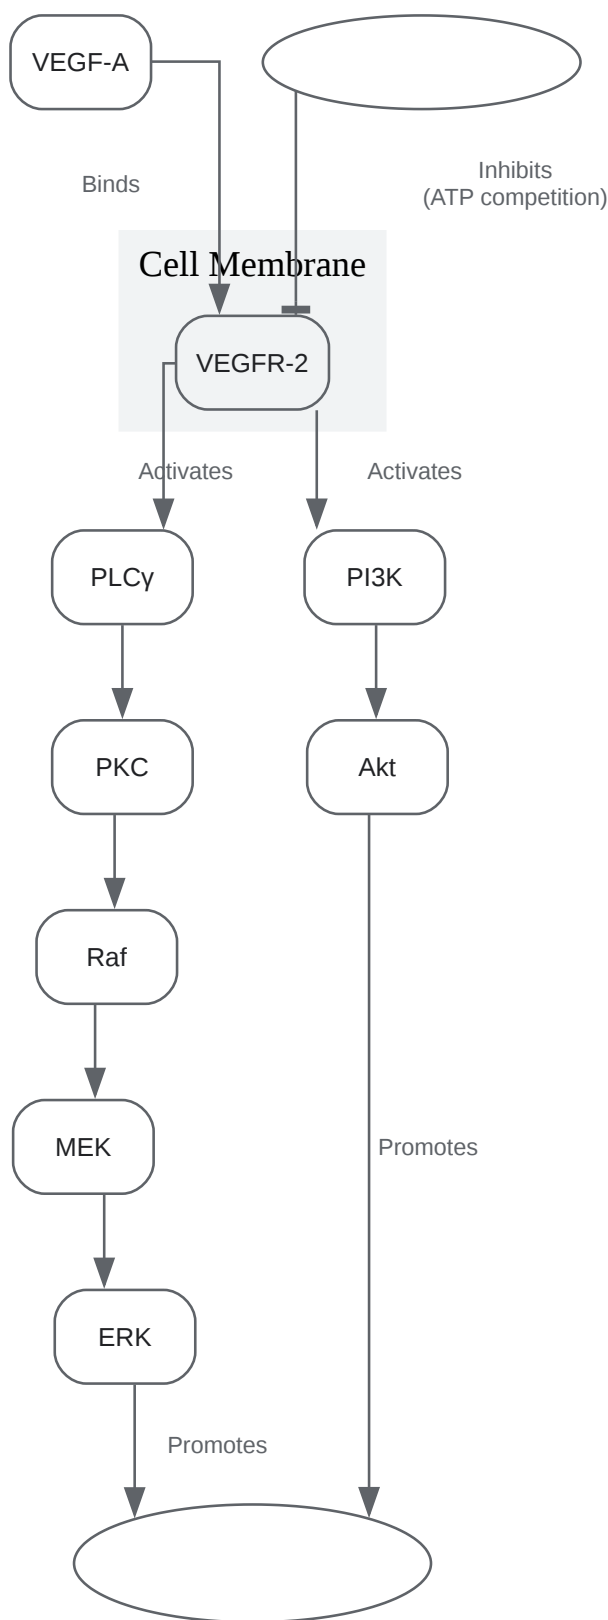 VEGF-A
Binds
Inhibits
(ATP competition)
Cell Membrane
VEGFR-2
Activates
Activates
PLCγ
PI3K
PKC
Akt
Raf
MEK
Promotes
ERK
Promotes